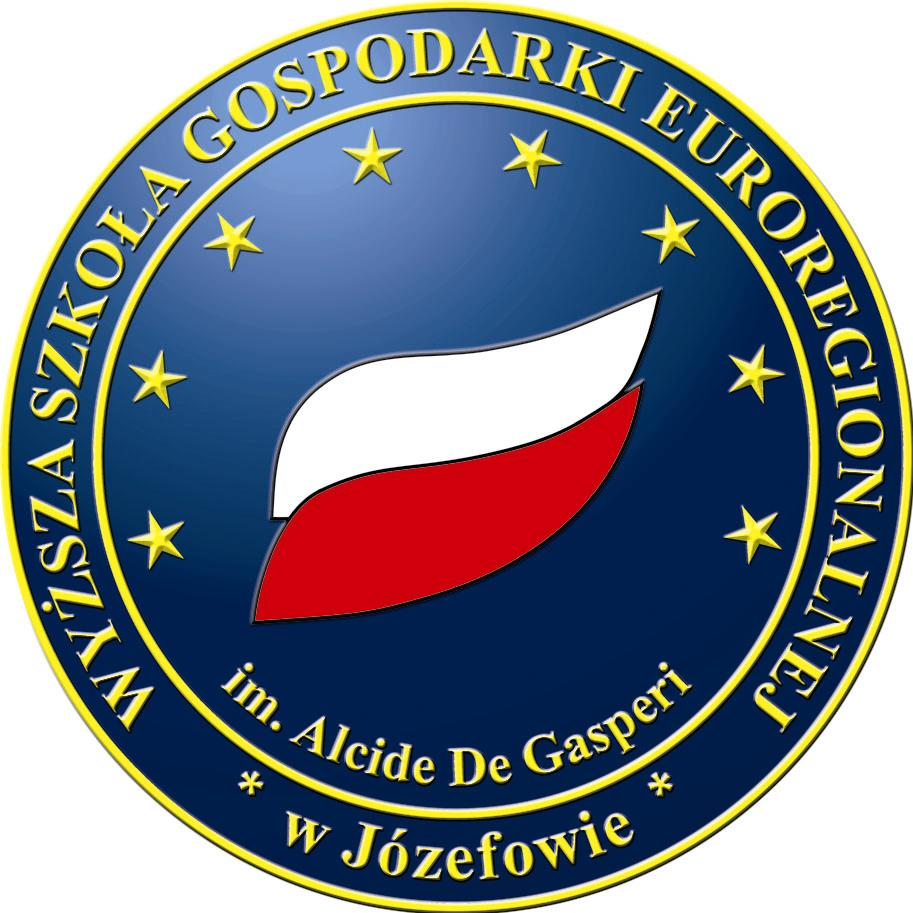 WYŻSZA SZKOŁA GOSPODARKI EUROREGIONALNEJ
im. Alcide De Gasperi
* w Józefowie *